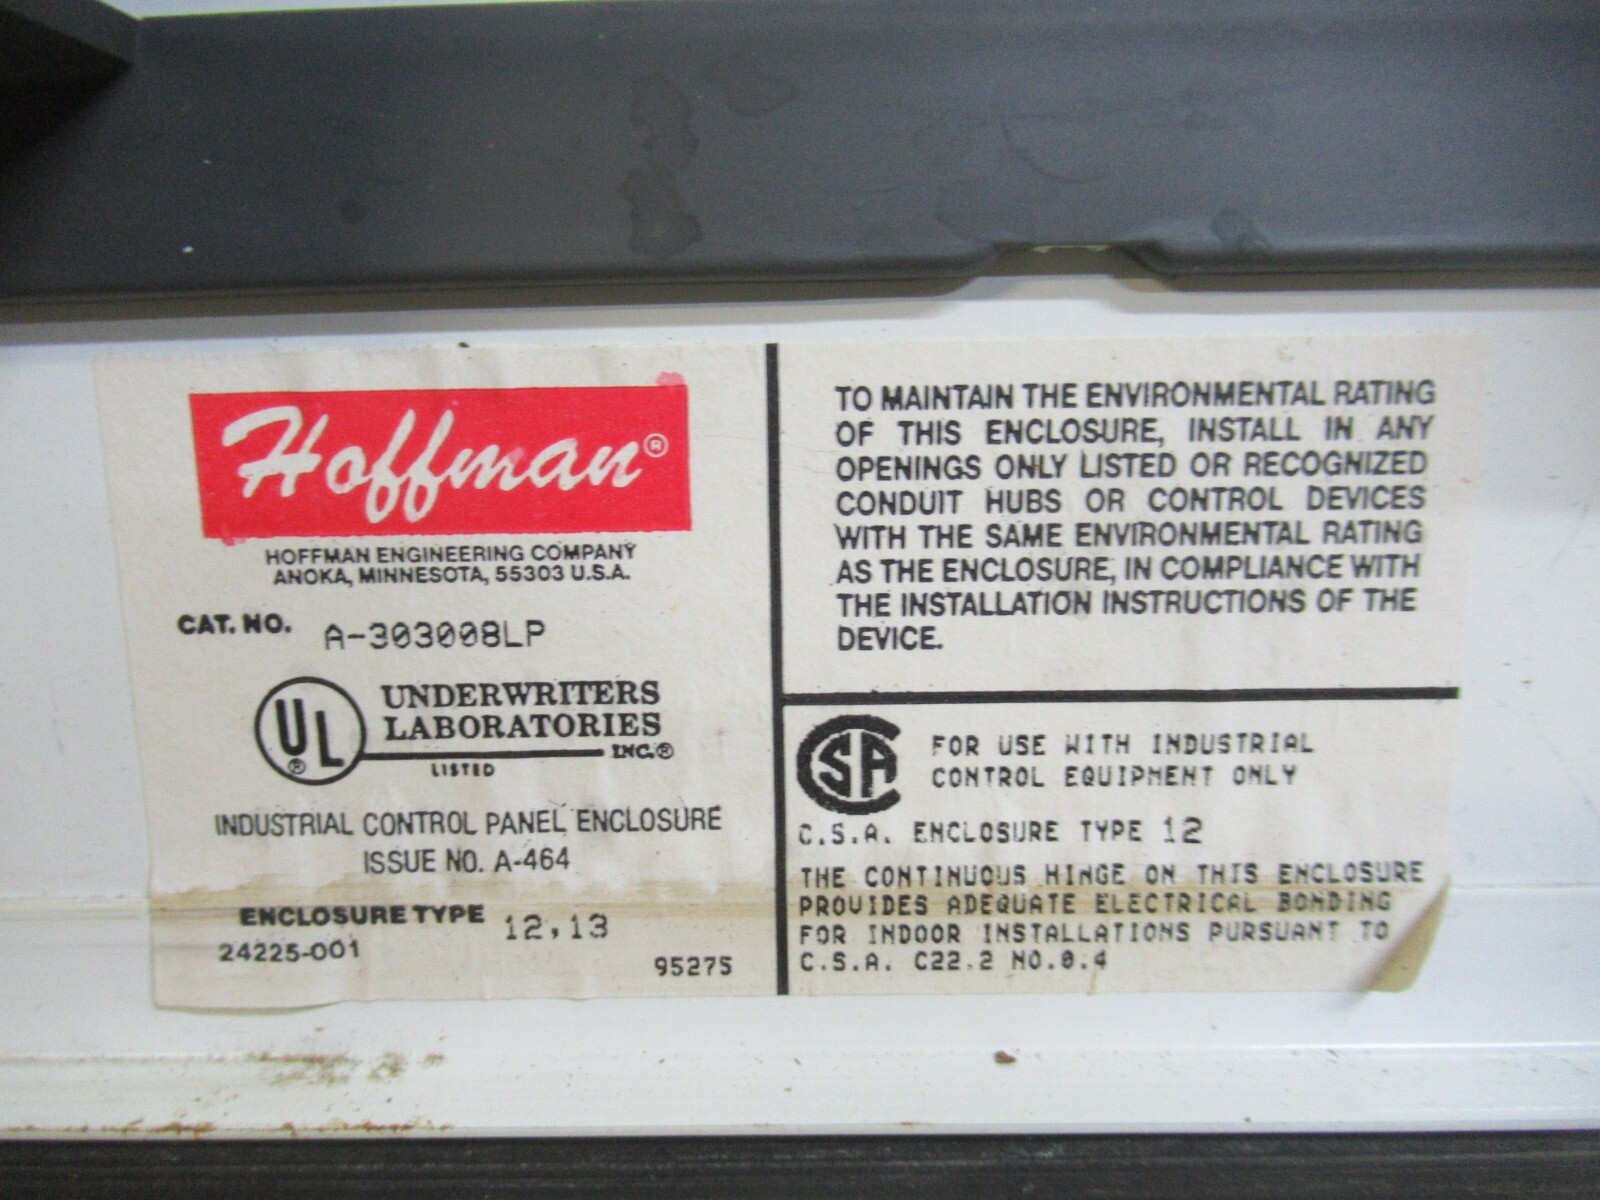 Hoffman®
HOFFMAN ENGINEERING COMPANY
ANOKA, MINNESOTA, 55303 U.S.A.
CAT. NO. A-303008LP
UL®
UNDERWRITERS
LABORATORIES
INC.®
LISTED
INDUSTRIAL CONTROL PANEL ENCLOSURE
ISSUE NO. A-464
ENCLOSURE TYPE 12,13
24225-001
95275
TO MAINTAIN THE ENVIRONMENTAL RATING
OF THIS ENCLOSURE, INSTALL IN ANY
OPENINGS ONLY LISTED OR RECOGNIZED
CONDUIT HUBS OR CONTROL DEVICES
WITH THE SAME ENVIRONMENTAL RATING
AS THE ENCLOSURE, IN COMPLIANCE WITH
THE INSTALLATION INSTRUCTIONS OF THE
DEVICE.
CSA
FOR USE WITH INDUSTRIAL
CONTROL EQUIPMENT ONLY
C.S.A. ENCLOSURE TYPE 12
THE CONTINUOUS HINGE ON THIS ENCLOSURE
PROVIDES ADEQUATE ELECTRICAL BONDING
FOR INDOOR INSTALLATIONS PURSUANT TO
C.S.A. C22.2 NO.0.4